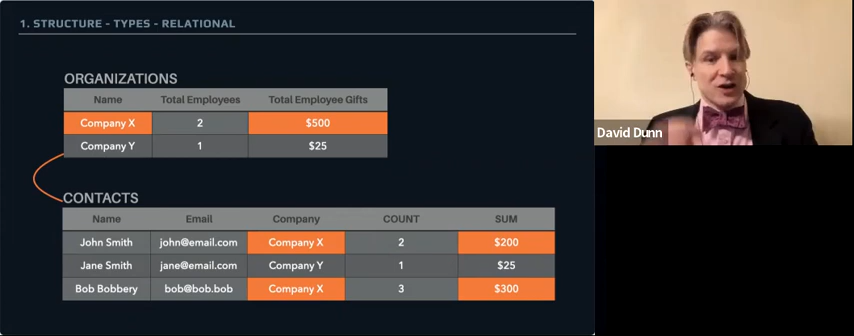 1. STRUCTURE - TYPES - RELATIONAL
ORGANIZATIONS
Name Total Employees Total Employee Gifts
Company X 2 $500
Company Y 1 $25
CONTACTS
Name Email Company COUNT SUM
John Smith john@email.com Company X 2 $200
Jane Smith jane@email.com Company Y 1 $25
Bob Bobbery bob@bob.bob Company X 3 $300
David Dunn